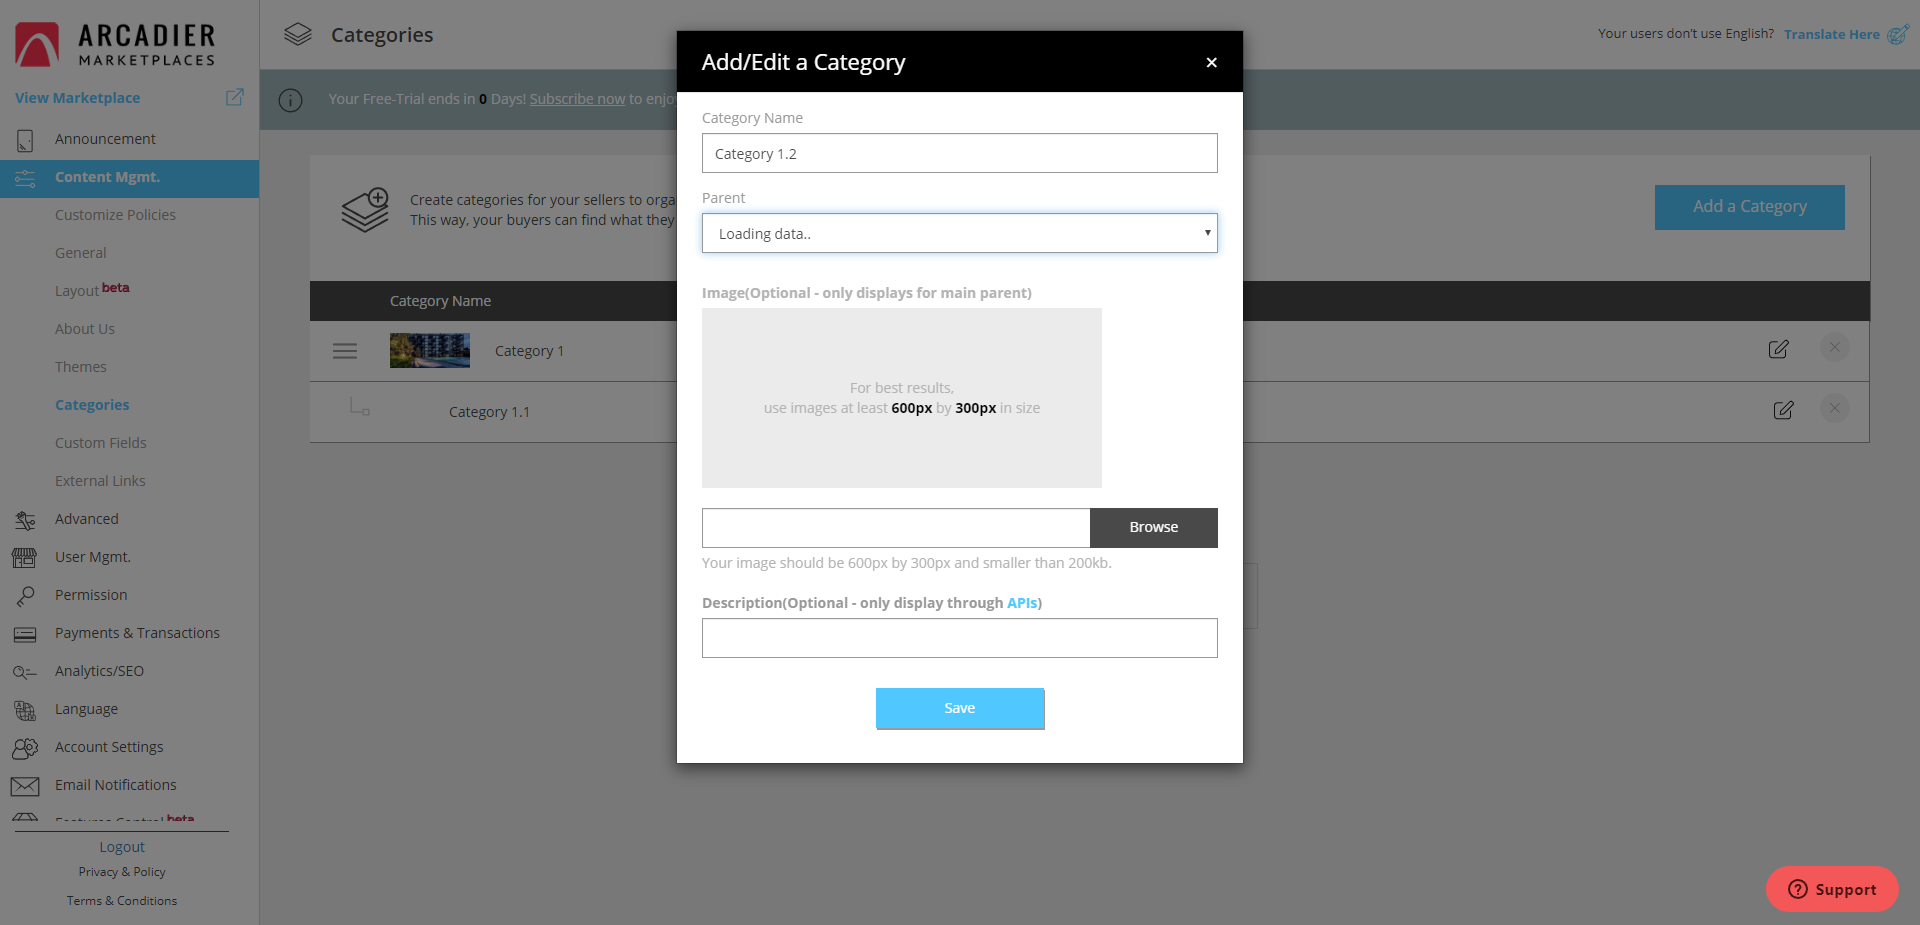 ARCADIER
MARKETPLACES
View Marketplace
Announcement
Content Mgmt.
Customize Policies
General
Layout beta
About Us
Themes
Categories
Custom Fields
External Links
Advanced
User Mgmt.
Permission
Payments & Transactions
Analytics/SEO
Language
Account Settings
Email Notifications
Features Control beta
Logout
Privacy & Policy
Terms & Conditions
Categories
Your users don't use English? Translate Here
Your Free-Trial ends in 0 Days! Subscribe now to enjoy
Create categories for your sellers to orga
This way, your buyers can find what they
Add a Category
Category Name
Category 1
Category 1.1
Add/Edit a Category
×
Category Name
Category 1.2
Parent
Loading data..
Image(Optional - only displays for main parent)
For best results,
use images at least 600px by 300px in size
Browse
Your image should be 600px by 300px and smaller than 200kb.
Description(Optional - only display through APIs)
Save
Support